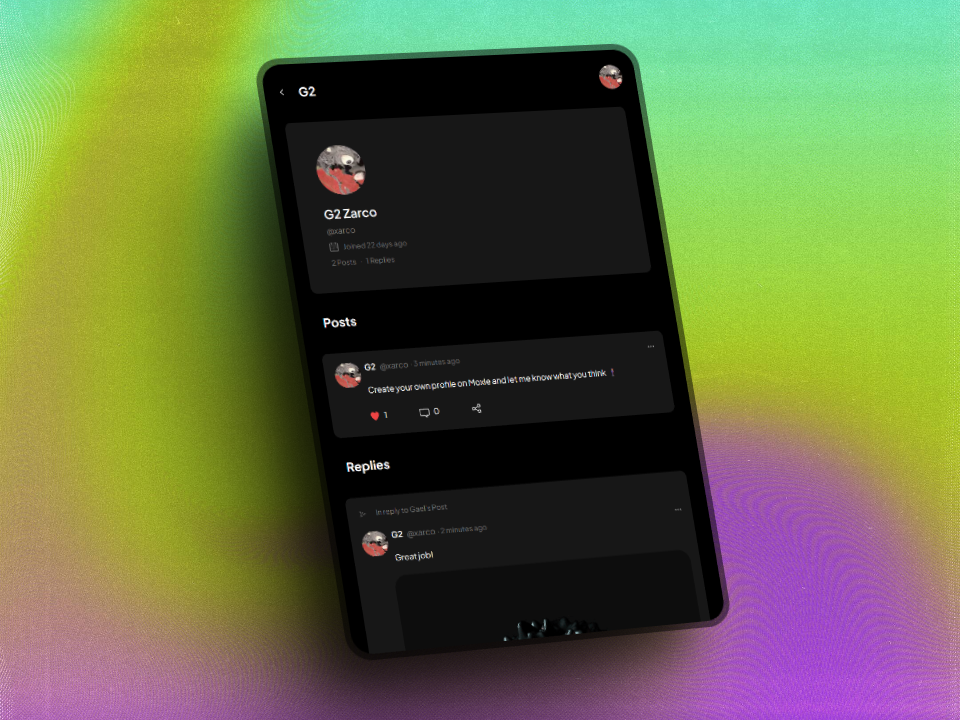 G2
G2 Zarco
@xarco
Joined 22 days ago
2 Posts · 1 Replies
Posts
G2 @xarco · 3 minutes ago
Create your own profile on Moxle and let me know what you think !
1 0
Replies
In reply to Gael's Post
G2 @xarco · 2 minutes ago
Great job!